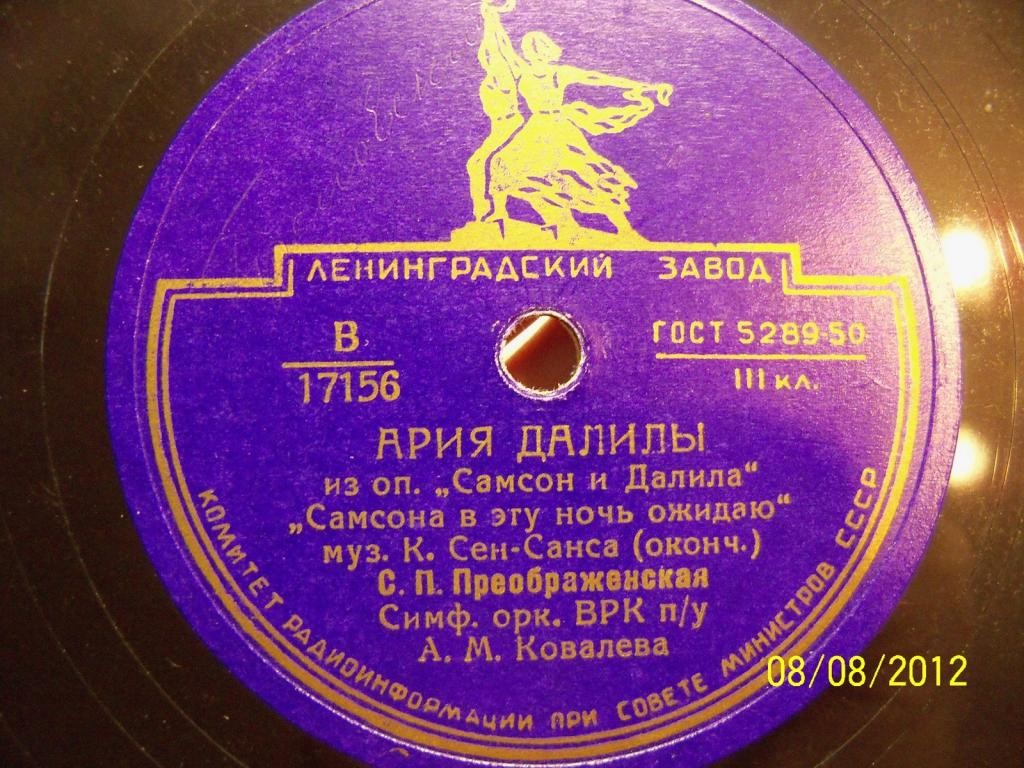 ЛЕНИНГРАДСКИЙ ЗАВОД
В
17156
ГОСТ 5289-50
III кл.
АРИЯ ДАЛИЛЫ
из оп. „Самсон и Далила“
„Самсона в эту ночь ожидаю“
муз. К. Сен-Санса (оконч.)
С. П. Преображенская
Симф. орк. ВРК п/у
А. М. Ковалева
КОМИТЕТ РАДИОИНФОРМАЦИИ ПРИ СОВЕТЕ МИНИСТРОВ СССР
08/08/2012